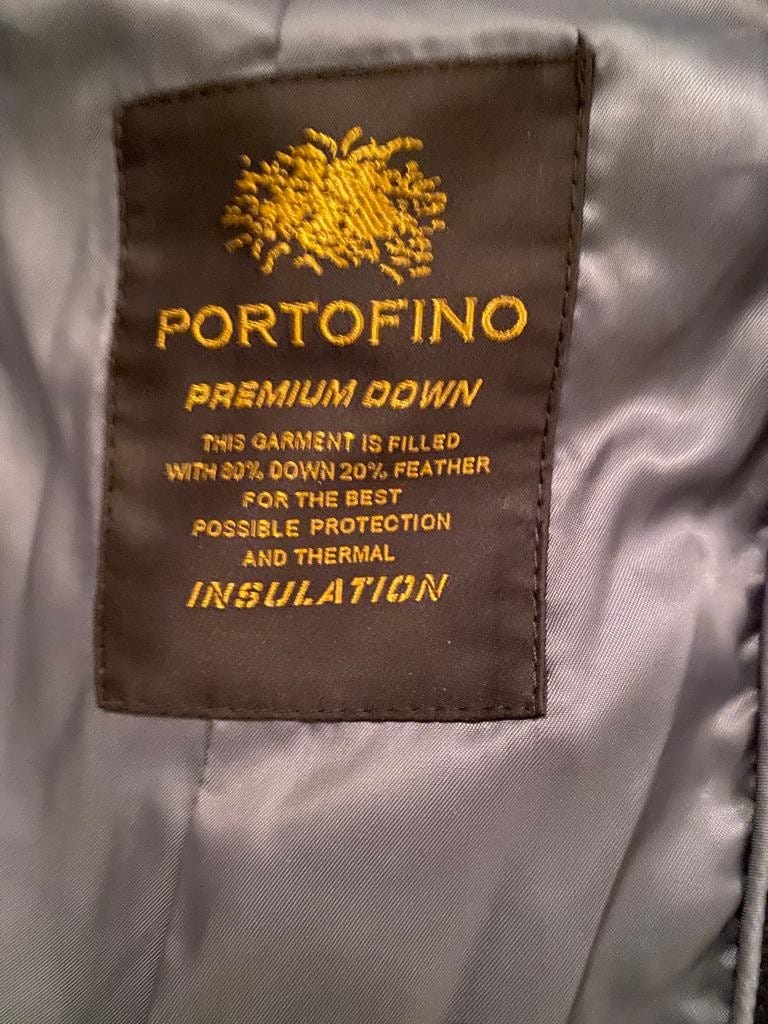 PORTOFINO
PREMIUM DOWN
THIS GARMENT IS FILLED
WITH 80% DOWN 20% FEATHER
FOR THE BEST
POSSIBLE PROTECTION
AND THERMAL
INSULATION